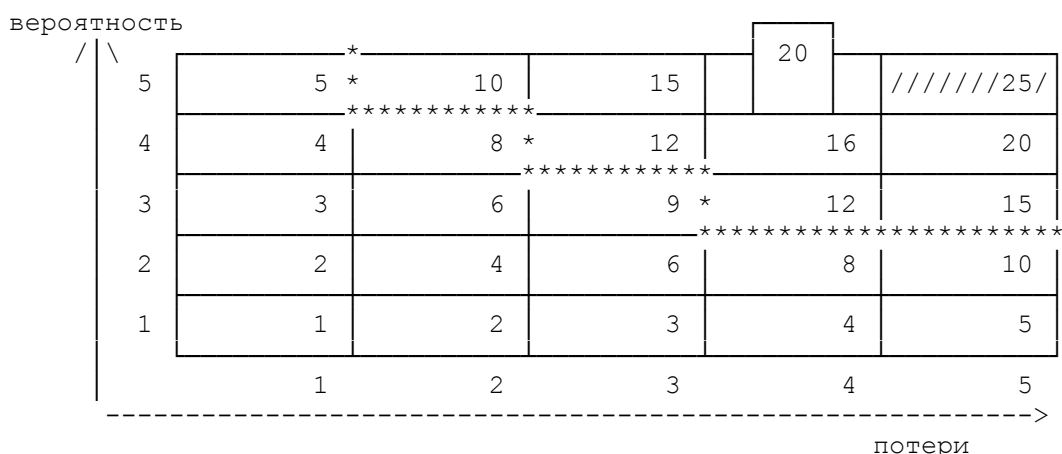 вероятность
/ \ 20
5 5 * 10 15 ///////25/
************
4 4 8 * 12 16 20
************
3 3 6 9 * 12 15
***********************
2 2 4 6 8 10
1 1 2 3 4 5
1 2 3 4 5
----------------------------------------------------------->
потери